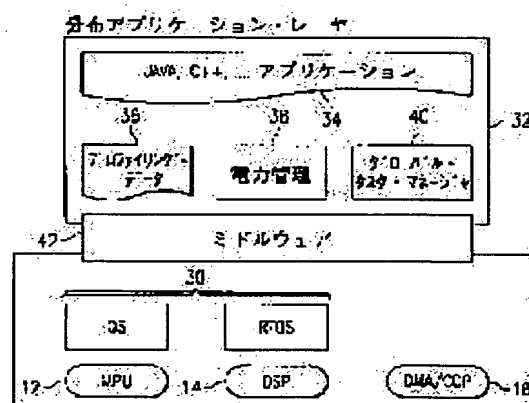 分布アプリケーション・レーヤ
JAVA, C++, ... アプリケーション
36
38
34
40
32
プロファイリング・
データ
電力管理
グローバル・
タスク・マネージャ
42
ミドルウェア
30
OS
RTOS
12
MPU
14
DSP
DMA/COP
18